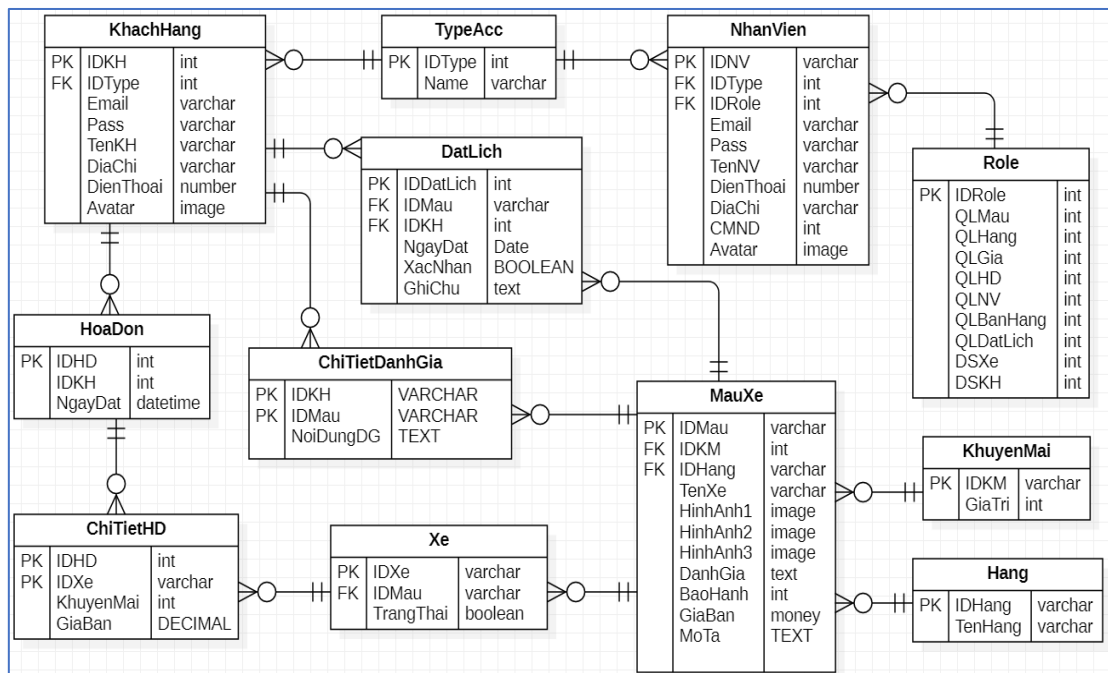 KhachHang
PK IDKH int
FK IDType int
Email varchar
Pass varchar
TenKH varchar
DiaChi varchar
DienThoai number
Avatar image
TypeAcc
PK IDType int
Name varchar
NhanVien
PK IDNV varchar
FK IDType int
FK IDRole int
Email varchar
Pass varchar
TenNV varchar
DienThoai number
DiaChi varchar
CMND int
Avatar image
DatLich
PK IDDatLich int
FK IDMau varchar
FK IDKH int
NgayDat Date
XacNhan BOOLEAN
GhiChu text
Role
PK IDRole int
QLMau int
QLHang int
QLGia int
QLHD int
QLNV int
QLBanHang int
QLDatLich int
DSXe int
DSKH int
HoaDon
PK IDHD int
IDKH int
NgayDat datetime
ChiTietDanhGia
PK IDKH VARCHAR
PK IDMau VARCHAR
NoiDungDG TEXT
MauXe
PK IDMau varchar
FK IDKM int
FK IDHang varchar
TenXe varchar
HinhAnh1 image
HinhAnh2 image
HinhAnh3 image
DanhGia text
BaoHanh int
GiaBan money
MoTa TEXT
KhuyenMai
PK IDKM varchar
GiaTri int
ChiTietHD
PK IDHD int
PK IDXe varchar
KhuyenMai int
GiaBan DECIMAL
Xe
PK IDXe varchar
FK IDMau varchar
TrangThai boolean
Hang
PK IDHang varchar
TenHang varchar